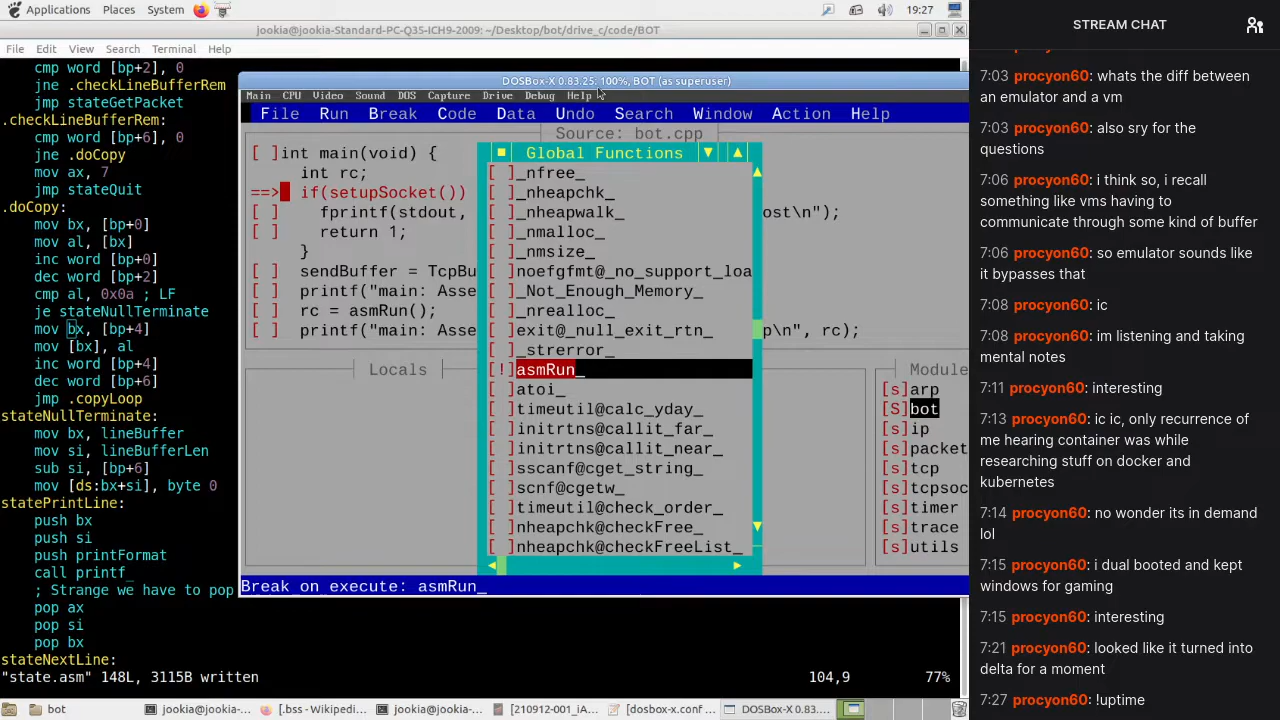 Applications Places System 19:27
jookia@jookia-Standard-PC-Q35-ICH9-2009: ~/Desktop/bot/drive_c/code/BOT
File Edit View Search Terminal Help
cmp word [bp+2], 0
jne .checkLineBufferRem
jmp stateGetPacket
.checkLineBufferRem:
cmp word [bp+6], 0
jne .doCopy
mov ax, 7
jmp stateQuit
.doCopy:
mov bx, [bp+0]
mov al, [bx]
inc word [bp+0]
dec word [bp+2]
cmp al, 0x0a ; LF
je stateNullTerminate
mov bx, [bp+4]
mov [bx], al
inc word [bp+4]
dec word [bp+6]
jmp .copyLoop
stateNullTerminate:
mov bx, lineBuffer
mov si, lineBufferLen
sub si, [bp+6]
mov [ds:bx+si], byte 0
statePrintLine:
push bx
push si
push printFormat
call printf_
; Strange we have to pop
pop ax
pop si
pop bx
stateNextLine:
"state.asm" 148L, 3115B written 104,9 77%
DOSBox-X 0.83.25, 100%, BOT (as superuser)
Main CPU Video Sound DOS Capture Drive Debug Help
File Run Break Code Data Undo Search Window Action Help
Source: bot.cpp
[ ]int main(void) {
int rc;
==> if(setupSocket())
[ ] fprintf(stdout, ost\n");
[ ] return 1;
}
[ ] sendBuffer = TcpBu
[ ] printf("main: Asse
[ ] rc = asmRun();
[ ] printf("main: Asse p\n", rc);
Locals
Global Functions
[ ]_nfree_
[ ]_nheapchk_
[ ]_nheapwalk_
[ ]_nmalloc_
[ ]_nmsize_
[ ]noefgfmt@_no_support_loa
[ ]_Not_Enough_Memory_
[ ]_nrealloc_
[ ]exit@_null_exit_rtn_
[ ]_strerror_
[!]asmRun_
[ ]atoi_
[ ]timeutil@calc_yday_
[ ]initrtns@callit_far_
[ ]initrtns@callit_near_
[ ]sscanf@cget_string_
[ ]scnf@cgetw_
[ ]timeutil@check_order_
[ ]nheapchk@checkFree_
[ ]nheapchk@checkFreeList_
Module
[s]arp
[S]bot
[s]ip
[s]packet
[s]tcp
[s]tcpsoc
[s]timer
[s]trace
[s]utils
Break on_execute: asmRun_
bot jookia@jookia-... [.bss - Wiki... jookia@jookia-... [210912-001_iA... [dosbox-x.conf ... DOSBox-X 0.83....
STREAM CHAT
7:03 procyon60: whats the diff between
an emulator and a vm
7:03 procyon60: also sry for the
questions
7:06 procyon60: i think so, i recall
something like vms having to
communicate through some kind of buffer
7:06 procyon60: so emulator sounds like
it bypasses that
7:08 procyon60: ic
7:08 procyon60: im listening and taking
mental notes
7:11 procyon60: interesting
7:13 procyon60: ic ic, only recurrence of
me hearing container was while
researching stuff on docker and
kubernetes
7:14 procyon60: no wonder its in demand
lol
7:15 procyon60: i dual booted and kept
windows for gaming
7:15 procyon60: interesting
7:21 procyon60: looked like it turned into
delta for a moment
7:27 procyon60: !uptime